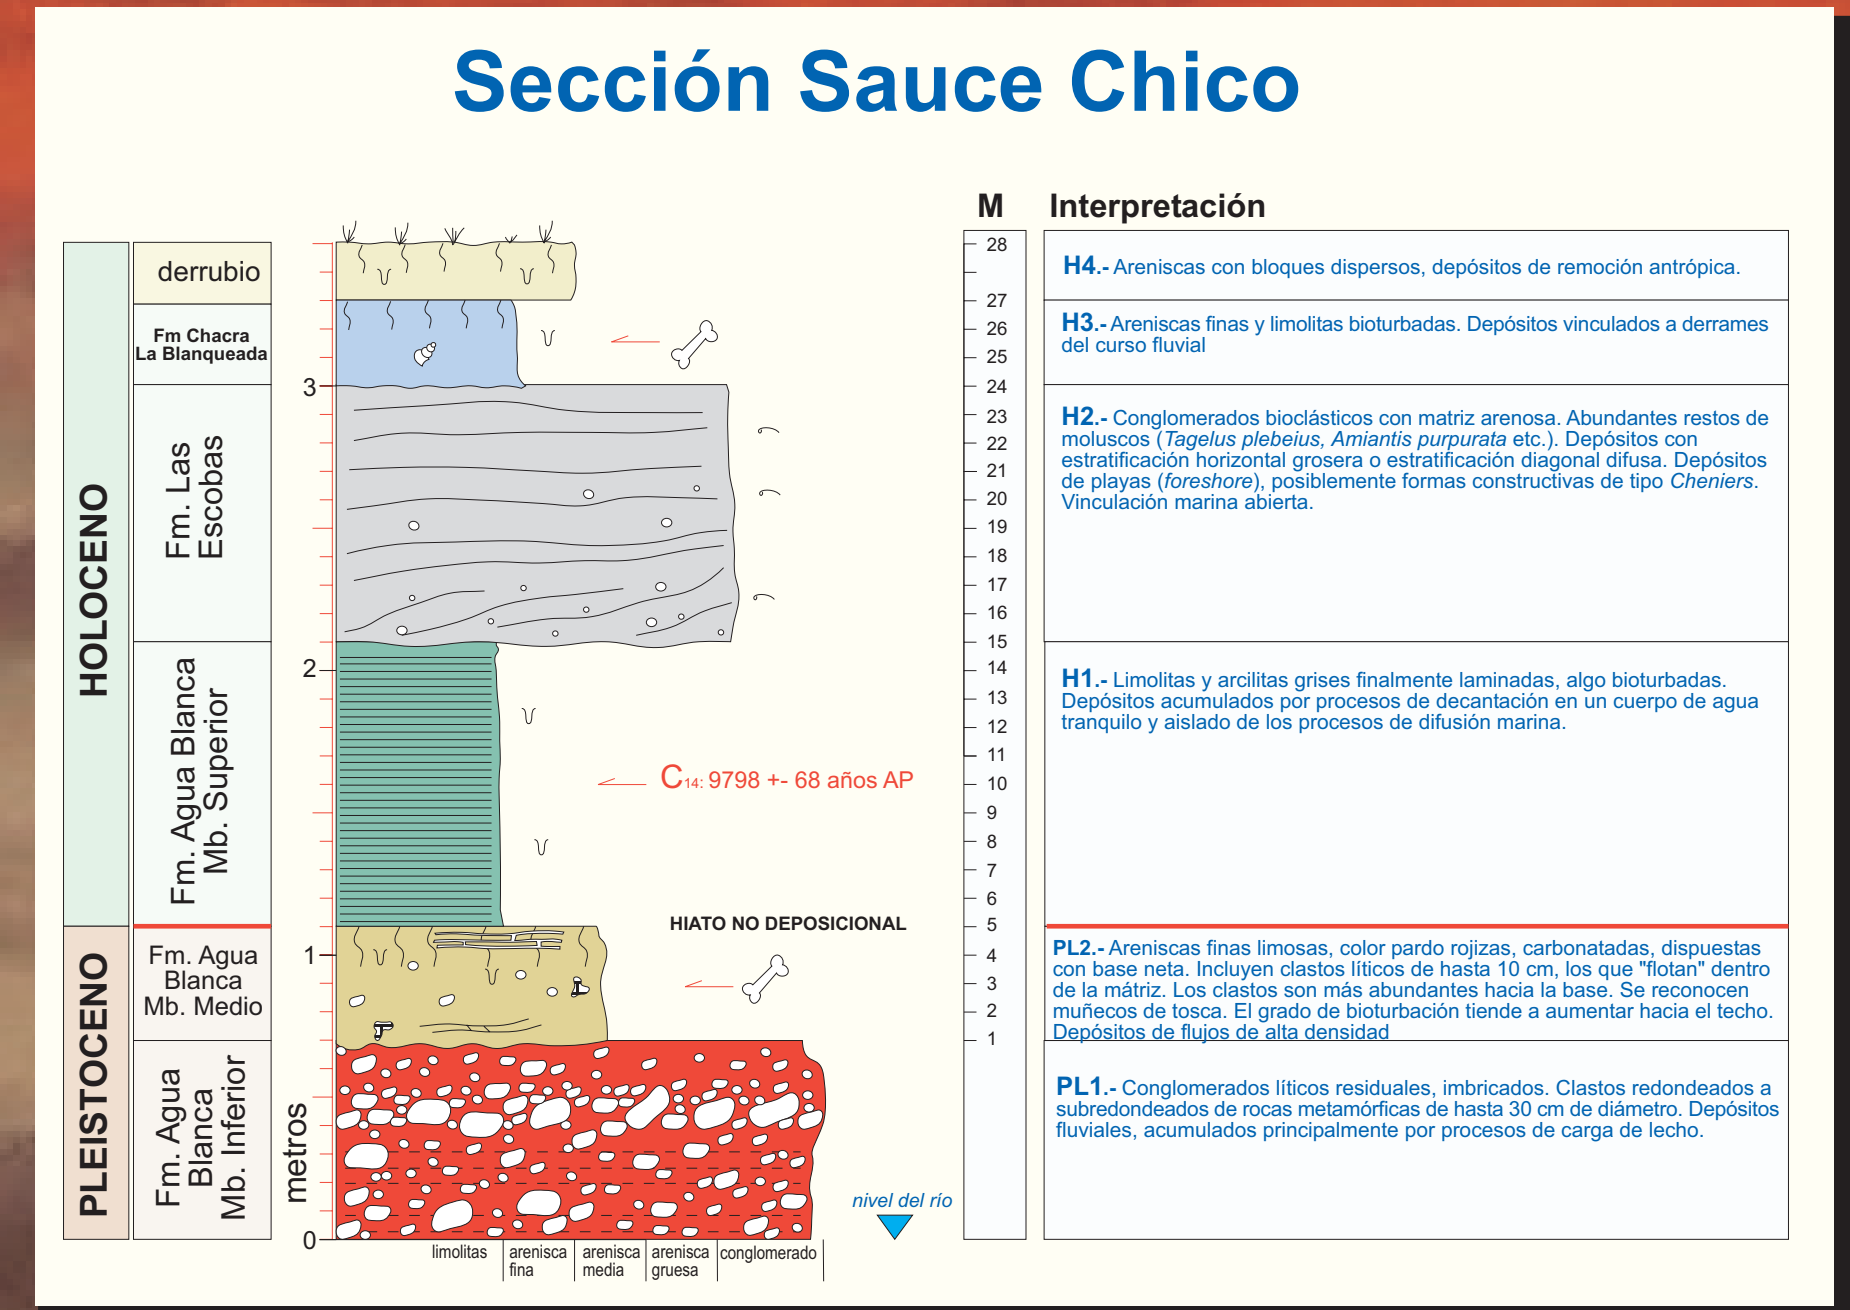 Sección Sauce Chico
M
Interpretación
HOLOCENO
PLEISTOCENO
derrubio
Fm Chacra
La Blanqueada
Fm. Las
Escobas
Fm. Agua Blanca
Mb. Superior
Fm. Agua
Blanca
Mb. Medio
Fm. Agua
Blanca
Mb. Inferior
3
2
1
0
metros
C14: 9798 +- 68 años AP
HIATO NO DEPOSICIONAL
nivel del río
limolitas
arenisca
fina
arenisca
media
arenisca
gruesa
conglomerado
28
27
26
25
24
23
22
21
20
19
18
17
16
15
14
13
12
11
10
9
8
7
6
5
4
3
2
1
H4.- Areniscas con bloques dispersos, depósitos de remoción antrópica.
H3.- Areniscas finas y limolitas bioturbadas. Depósitos vinculados a derrames
del curso fluvial
H2.- Conglomerados bioclásticos con matriz arenosa. Abundantes restos de
moluscos (Tagelus plebeius, Amiantis purpurata etc.). Depósitos con
estratificación horizontal grosera o estratificación diagonal difusa. Depósitos
de playas (foreshore), posiblemente formas constructivas de tipo Cheniers.
Vinculación marina abierta.
H1.- Limolitas y arcilitas grises finalmente laminadas, algo bioturbadas.
Depósitos acumulados por procesos de decantación en un cuerpo de agua
tranquilo y aislado de los procesos de difusión marina.
PL2.- Areniscas finas limosas, color pardo rojizas, carbonatadas, dispuestas
con base neta. Incluyen clastos líticos de hasta 10 cm, los que "flotan" dentro
de la mátriz. Los clastos son más abundantes hacia la base. Se reconocen
muñecos de tosca. El grado de bioturbación tiende a aumentar hacia el techo.
Depósitos de flujos de alta densidad
PL1.- Conglomerados líticos residuales, imbricados. Clastos redondeados a
subredondeados de rocas metamórficas de hasta 30 cm de diámetro. Depósitos
fluviales, acumulados principalmente por procesos de carga de lecho.